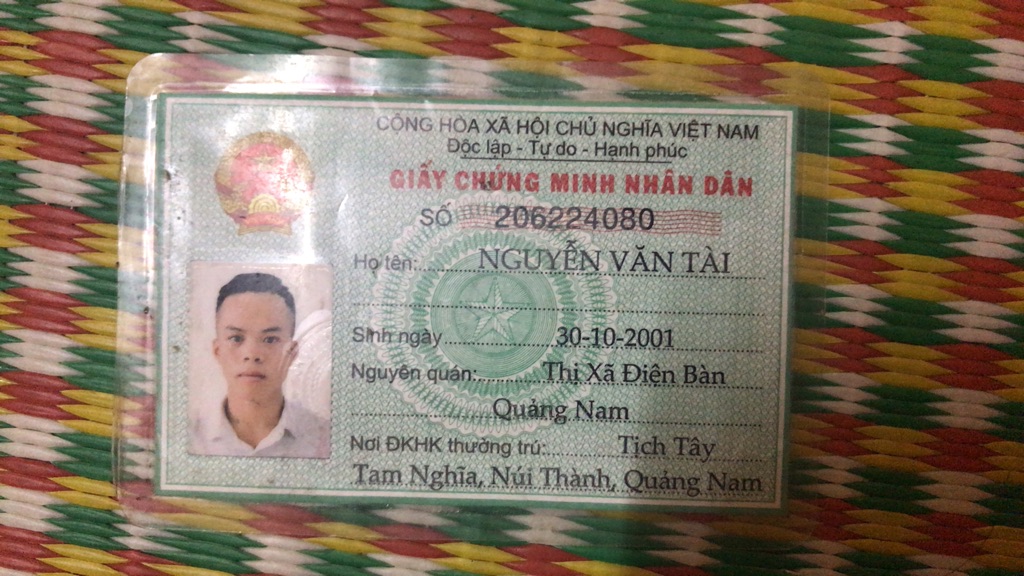 CỘNG HÒA XÃ HỘI CHỦ NGHĨA VIỆT NAM
Độc lập - Tự do - Hạnh phúc
GIẤY CHỨNG MINH NHÂN DÂN
SỐ 206224080
Họ tên: NGUYỄN VĂN TÀI
Sinh ngày 30-10-2001
Nguyên quán: Thị Xã Điện Bàn
Quảng Nam
Nơi ĐKHK thường trú: Tịch Tây
Tam Nghĩa, Núi Thành, Quảng Nam